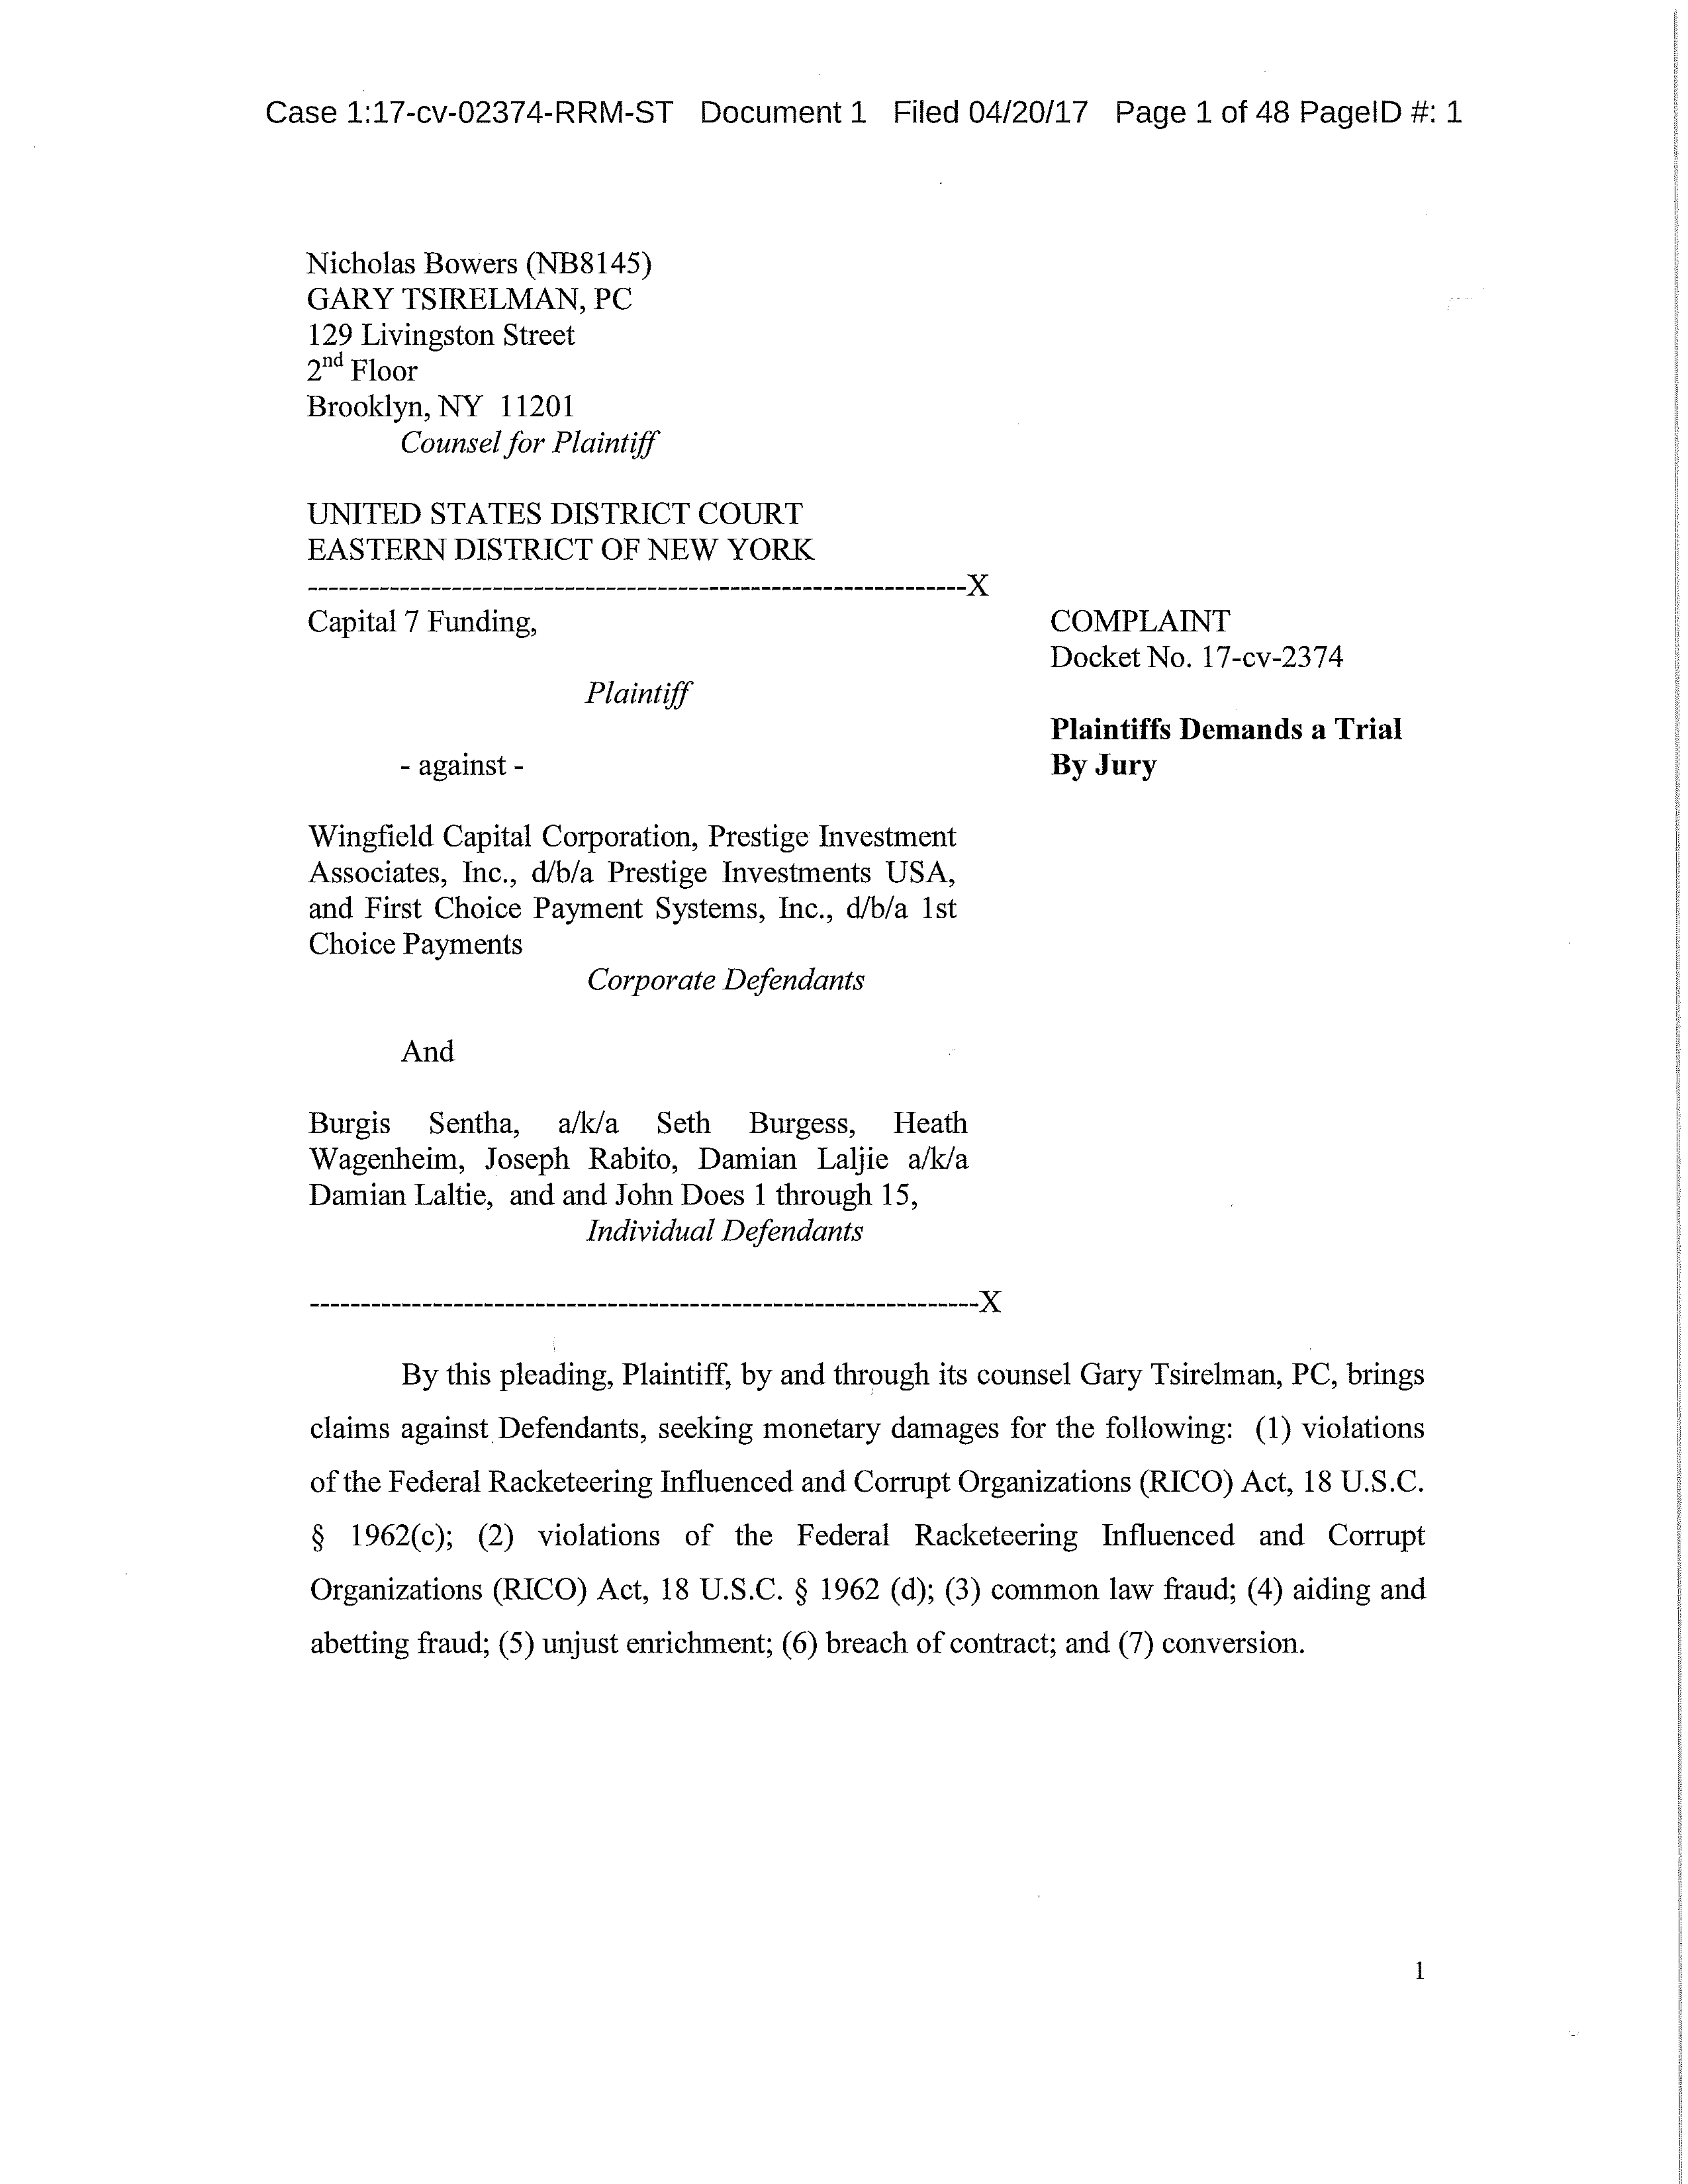 Case 1:17-cv-02374-RRM-ST Document 1 Filed 04/20/17 Page 1 of 48 PageID #: 1
Nicholas Bowers (NB8145)
GARY TSIRELMAN, PC
129 Livingston Street
2nd Floor
Brooklyn, NY 11201
Counsel for Plaintiff
UNITED STATES DISTRICT COURT
EASTERN DISTRICT OF NEW YORK
------------------------------------------------------------------X
Capital 7 Funding,
Plaintiff
- against -
Wingfield Capital Corporation, Prestige Investment
Associates, Inc., d/b/a Prestige Investments USA,
and First Choice Payment Systems, Inc., d/b/a 1st
Choice Payments
Corporate Defendants
And
Burgis Sentha, a/k/a Seth Burgess, Heath
Wagenheim, Joseph Rabito, Damian Laljie a/k/a
Damian Laltie, and and John Does 1 through 15,
Individual Defendants
-------------------------------------------------------------------X
COMPLAINT
Docket No. 17-cv-2374
Plaintiffs Demands a Trial
By Jury
By this pleading, Plaintiff, by and through its counsel Gary Tsirelman, PC, brings
claims against Defendants, seeking monetary damages for the following: (1) violations
of the Federal Racketeering Influenced and Corrupt Organizations (RICO) Act, 18 U.S.C.
§ 1962(c); (2) violations of the Federal Racketeering Influenced and Corrupt
Organizations (RICO) Act, 18 U.S.C. § 1962 (d); (3) common law fraud; (4) aiding and
abetting fraud; (5) unjust enrichment; (6) breach of contract; and (7) conversion.
1